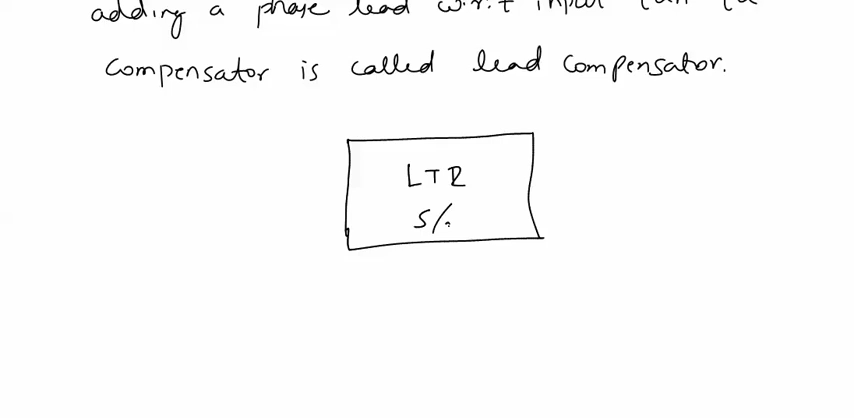 adding a phase lead w.r.t input
compensator is called lead compensator.
LTR
S/.